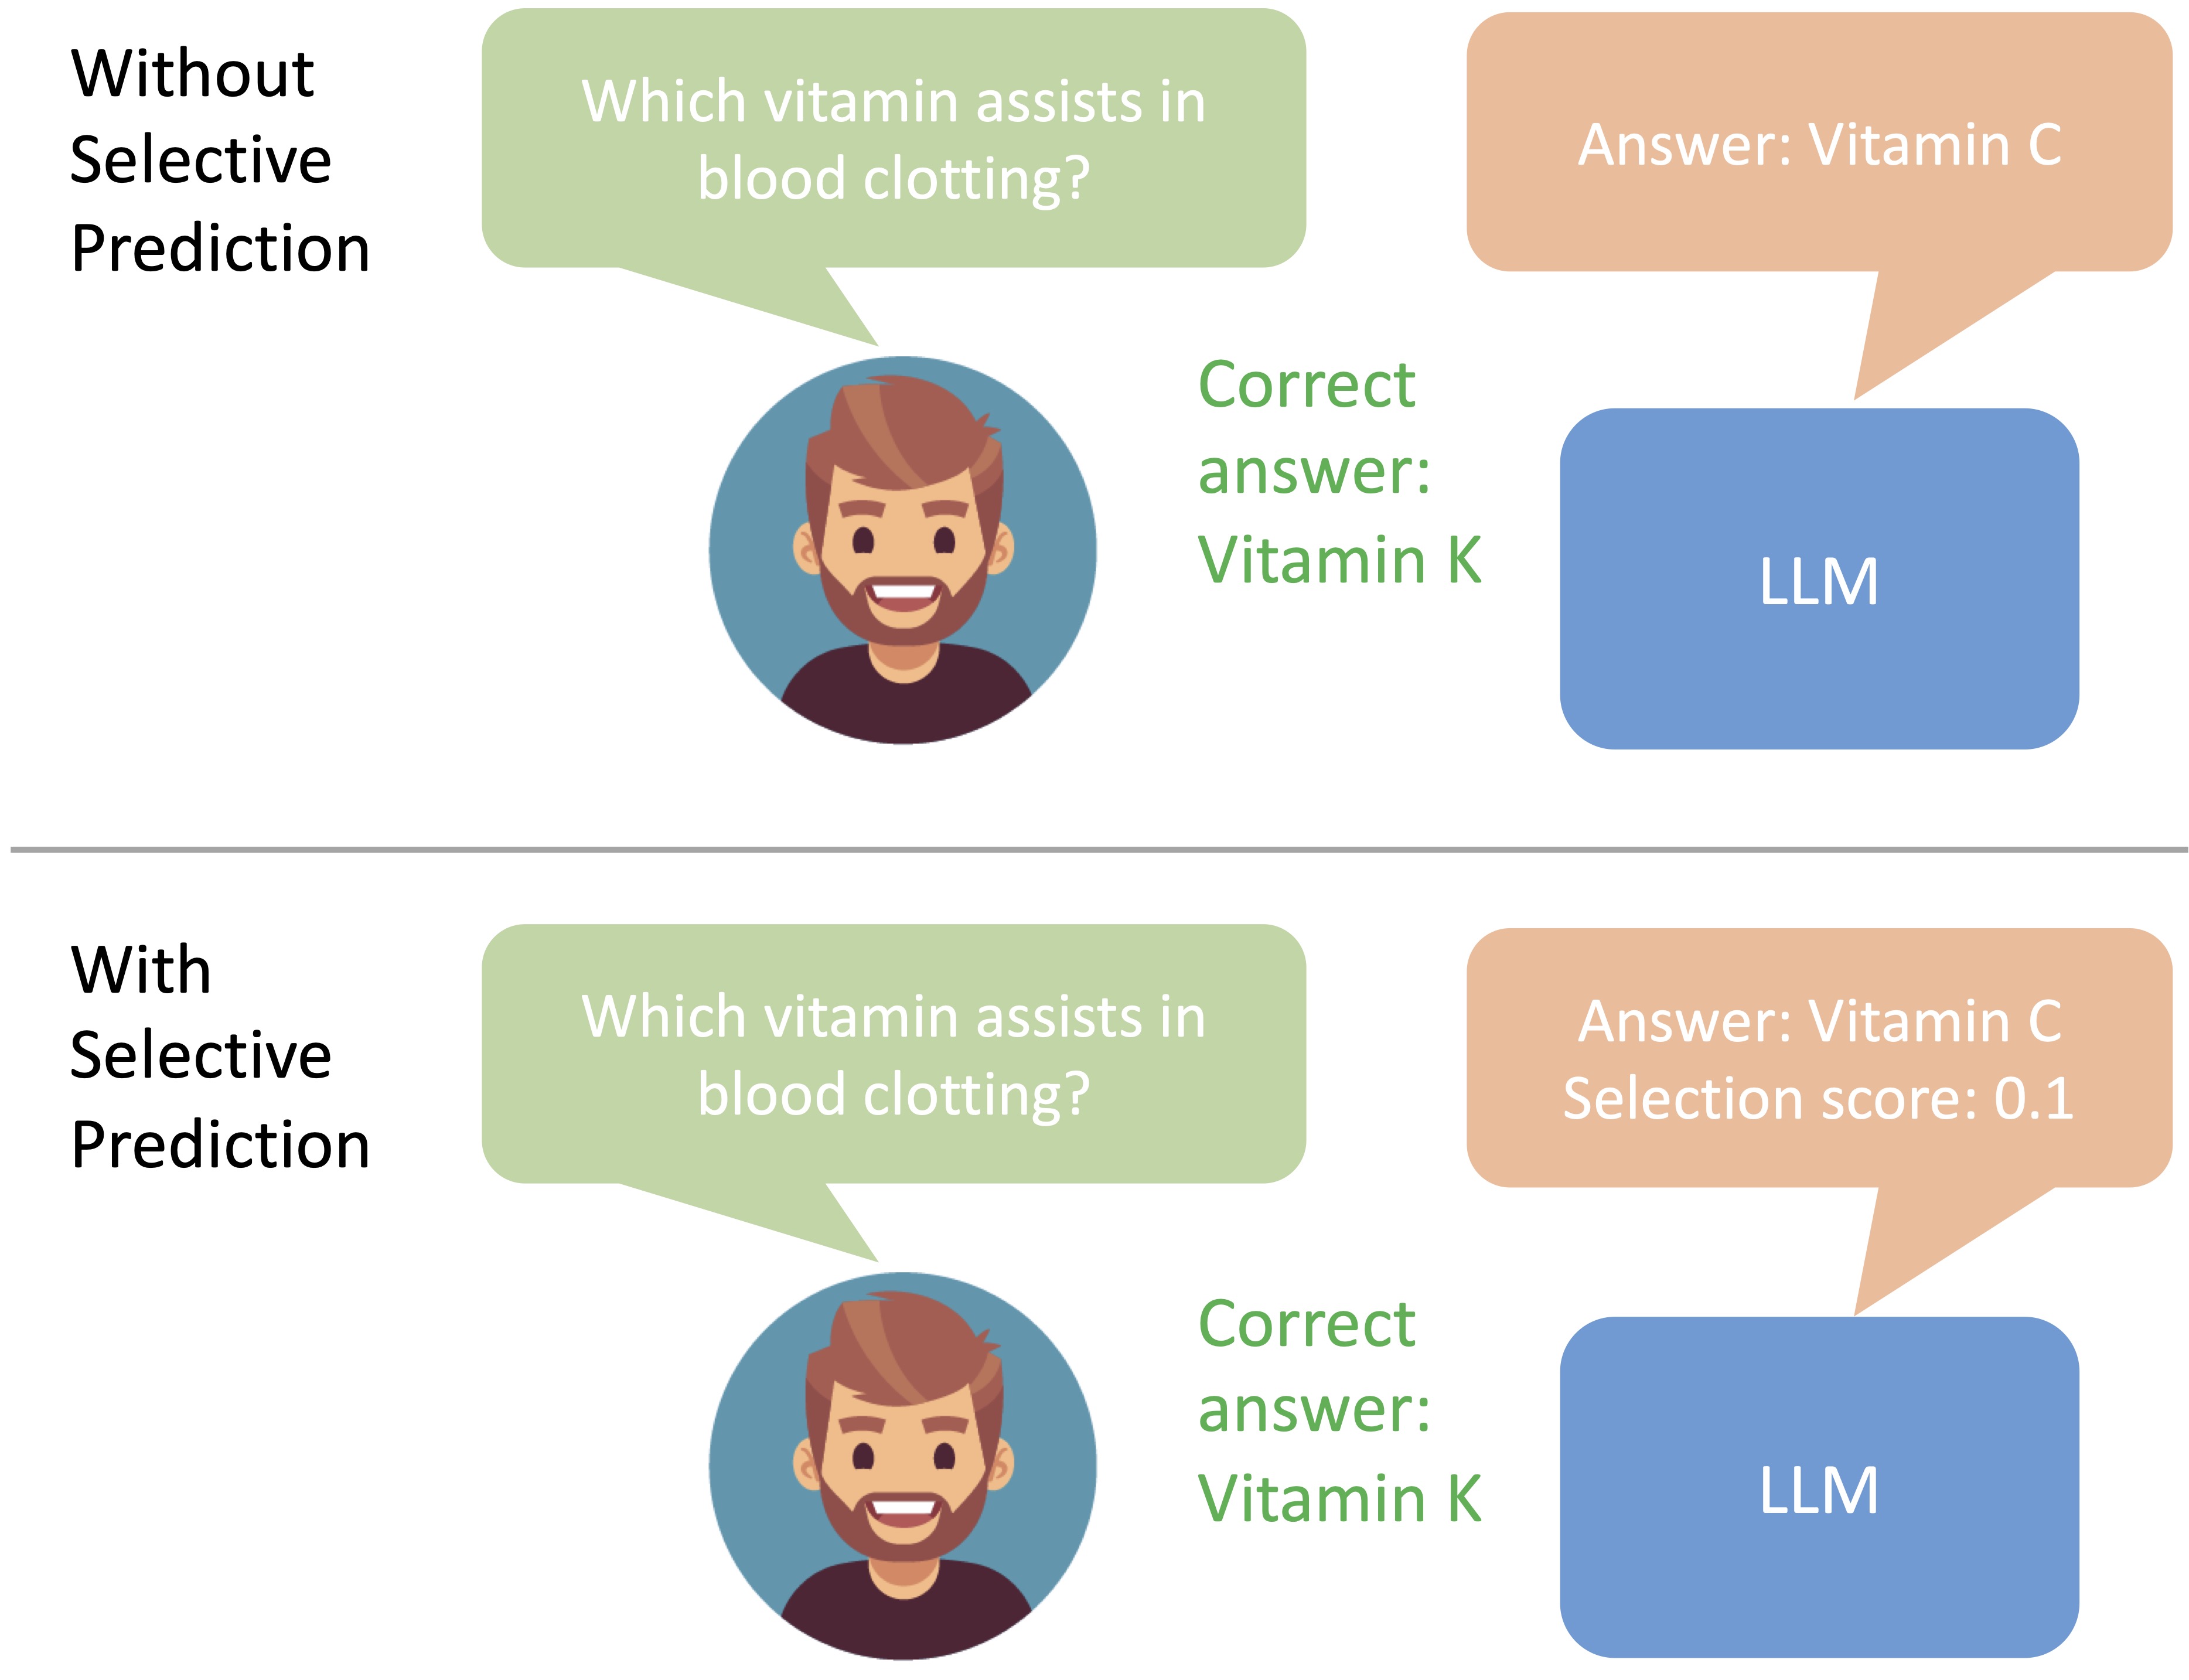 Without
Selective
Prediction
Which vitamin assists in
blood clotting?
Answer: Vitamin C
Correct
answer:
Vitamin K
LLM
With
Selective
Prediction
Which vitamin assists in
blood clotting?
Answer: Vitamin C
Selection score: 0.1
Correct
answer:
Vitamin K
LLM